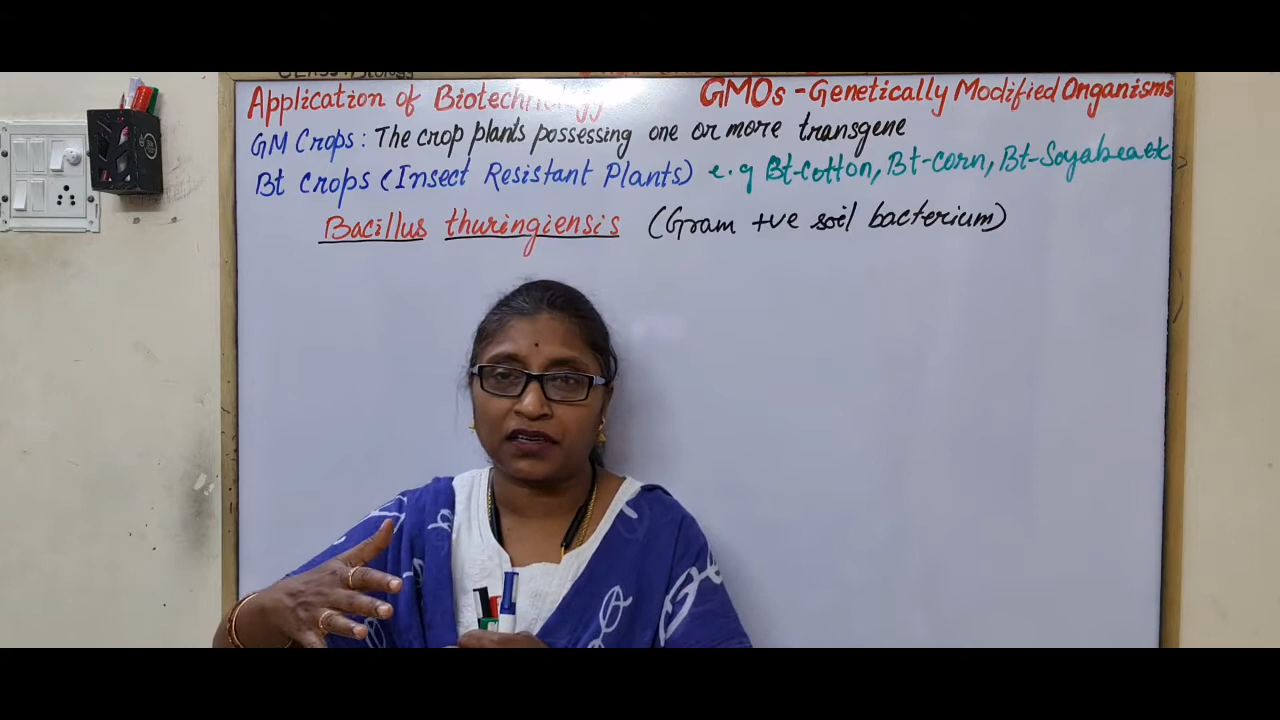 Application of Biotechnology GMOs - Genetically Modified Organisms
GM Crops: The crop plants possessing one or more transgene
Bt crops (Insect Resistant Plants) e.g Bt-cotton, Bt-corn, Bt-Soyabea
Bacillus thuringiensis (Gram +ve soil bacterium)